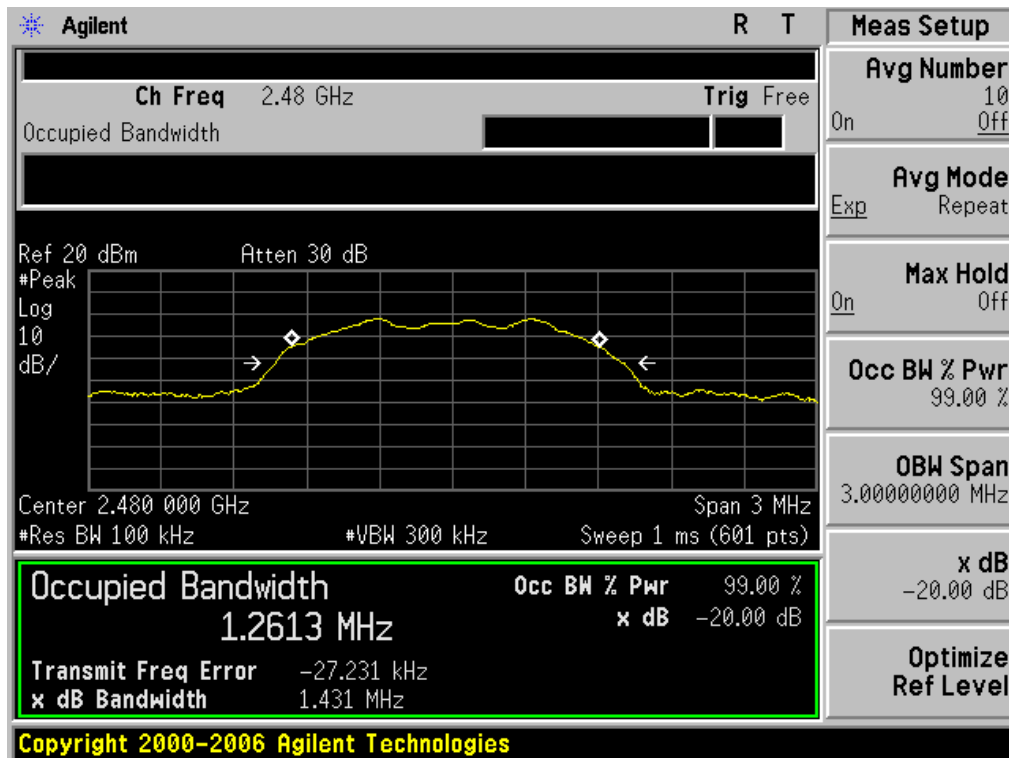 Agilent R T
Ch Freq 2.48 GHz Trig Free
Occupied Bandwidth
Ref 20 dBm Atten 30 dB
#Peak
Log
10
dB/
Center 2.480 000 GHz Span 3 MHz
#Res BW 100 kHz #VBW 300 kHz Sweep 1 ms (601 pts)
Occupied Bandwidth Occ BW % Pwr 99.00 %
1.2613 MHz x dB -20.00 dB
Transmit Freq Error -27.231 kHz
x dB Bandwidth 1.431 MHz
Copyright 2000-2006 Agilent Technologies
Meas Setup
Avg Number
10
On Off
Avg Mode
Exp Repeat
Max Hold
On Off
Occ BW % Pwr
99.00 %
OBW Span
3.00000000 MHz
x dB
-20.00 dB
Optimize
Ref Level